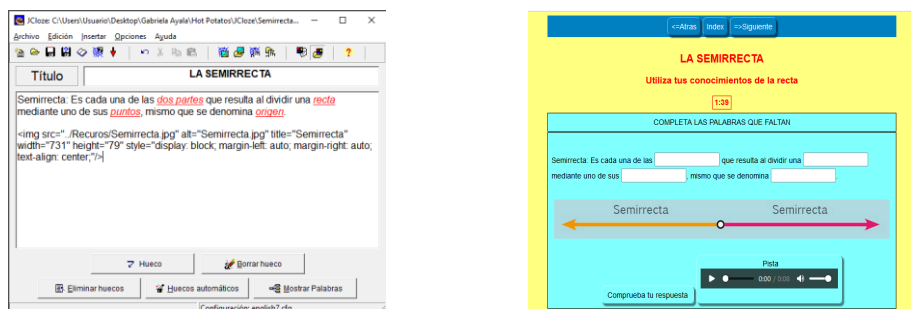 JCloze: C:\Users\Usuario\Desktop\Gabriela Ayala\Hot Potatos\JCloze\Semirrecta...
Archivo Edición Insertar Opciones Ayuda
Título
LA SEMIRRECTA
Semirrecta: Es cada una de las dos partes que resulta al dividir una recta
mediante uno de sus puntos, mismo que se denomina origen.
<img src="../Recuros/Semirrecta.jpg" alt="Semirrecta.jpg" title="Semirrecta"
width="731" height="79" style="display: block; margin-left: auto; margin-right: auto;
text-align: center;"/>
Hueco
Borrar hueco
Eliminar huecos
Huecos automáticos
Mostrar Palabras
Configuración: english7.cfg
<=Atras
Index
=>Siguiente
LA SEMIRRECTA
Utiliza tus conocimientos de la recta
1:39
COMPLETA LAS PALABRAS QUE FALTAN
Semirrecta: Es cada una de las que resulta al dividir una
mediante uno de sus , mismo que se denomina
Semirrecta
Semirrecta
Pista
0:00 / 0:08
Comprueba tu respuesta